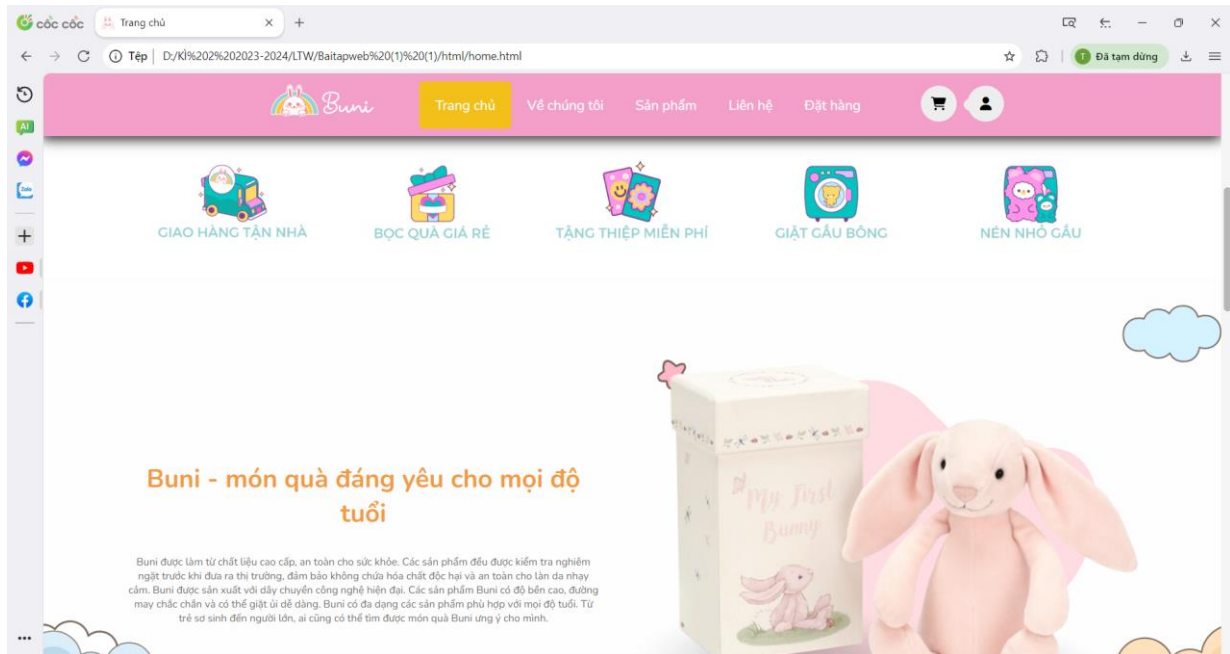 cốc cốc
Trang chủ
Tệp D:/KÌ%202%202023-2024/LTW/Baitapweb%20(1)%20(1)/html/home.html
T Đã tạm dừng
AI
Zalo
Buni Trang chủ Về chúng tôi Sản phẩm Liên hệ Đặt hàng
GIAO HÀNG TẬN NHÀ BỌC QUÀ GIÁ RẺ TẶNG THIỆP MIỄN PHÍ GIẶT GẤU BÔNG NÉN NHỎ GẤU
Buni - món quà đáng yêu cho mọi độ
tuổi
Buni được làm từ chất liệu cao cấp, an toàn cho sức khỏe. Các sản phẩm đều được kiểm tra nghiêm
ngặt trước khi đưa ra thị trường, đảm bảo không chứa hóa chất độc hại và an toàn cho làn da nhạy
cảm. Buni được sản xuất với dây chuyền công nghệ hiện đại. Các sản phẩm Buni có độ bền cao, đường
may chắc chắn và có thể giặt ủi dễ dàng. Buni có đa dạng các sản phẩm phù hợp với mọi độ tuổi. Từ
trẻ sơ sinh đến người lớn, ai cũng có thể tìm được món quà Buni ưng ý cho mình.
My First
Bunny